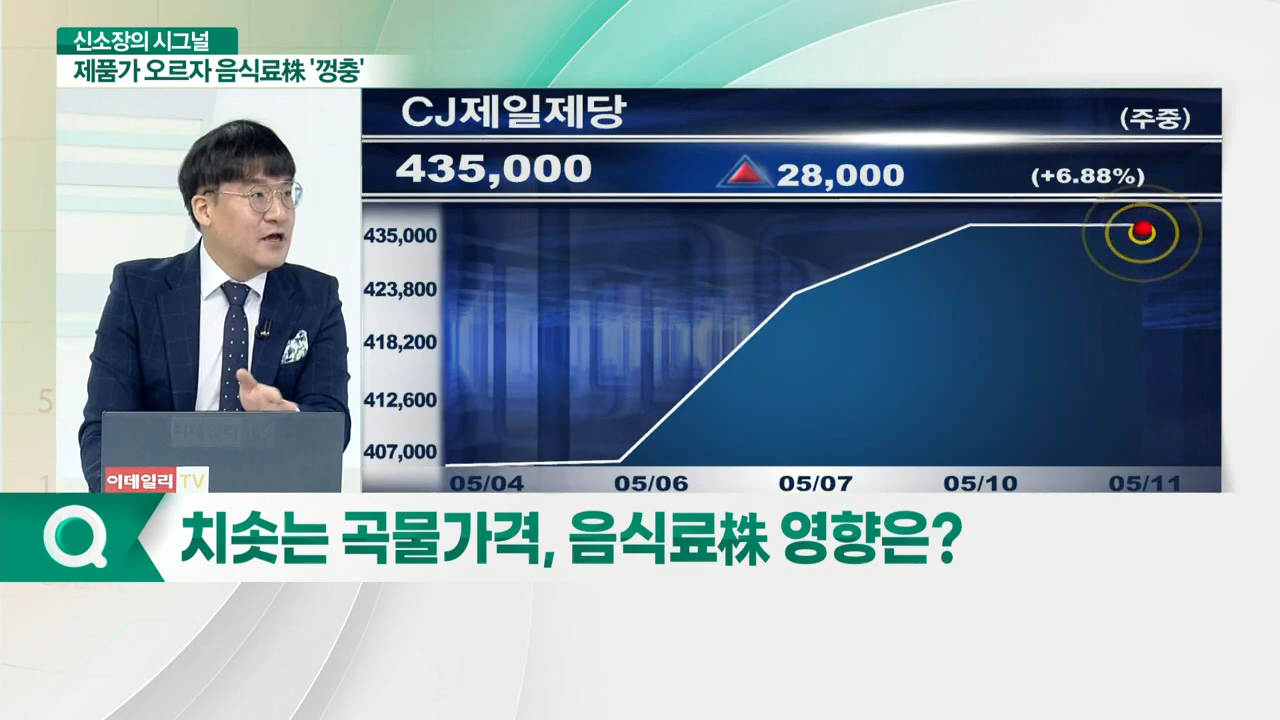 신소장의 시그널
제품가 오르자 음식료株 '껑충'
CJ제일제당
(주중)
435,000
28,000
(+6.88%)
435,000
423,800
418,200
412,600
407,000
05/04 05/06 05/07 05/10 05/11
이데일리 TV
치솟는 곡물가격, 음식료株 영향은?